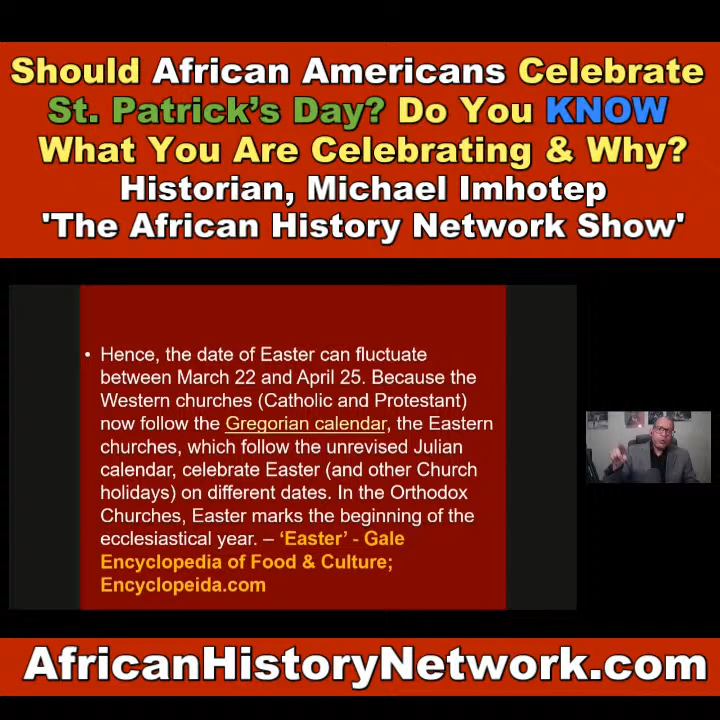 Should African Americans Celebrate
St. Patrick's Day? Do You KNOW
What You Are Celebrating & Why?
Historian, Michael Imhotep
'The African History Network Show'
• Hence, the date of Easter can fluctuate
between March 22 and April 25. Because the
Western churches (Catholic and Protestant)
now follow the Gregorian calendar, the Eastern
churches, which follow the unrevised Julian
calendar, celebrate Easter (and other Church
holidays) on different dates. In the Orthodox
Churches, Easter marks the beginning of the
ecclesiastical year. – 'Easter' - Gale
Encyclopedia of Food & Culture;
Encyclopeida.com
AfricanHistoryNetwork.com